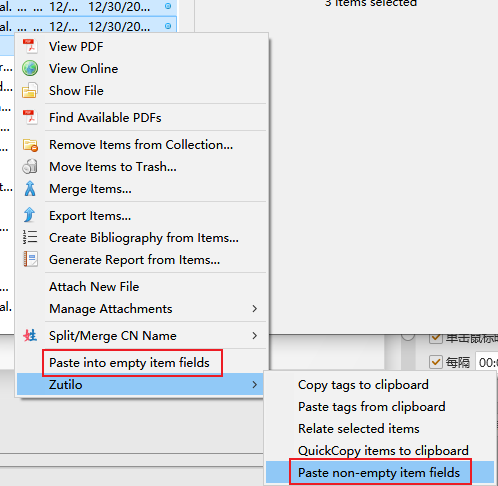 al. ... ... 12/... 12/30/20...
3 items selected
al. ... ... 12/... 12/30/20...
View PDF
View Online
Show File
r...
d...
Find Available PDFs
...
Remove Items from Collection...
Move Items to Trash...
t...
Merge Items...
Export Items...
Create Bibliography from Items...
Generate Report from Items...
Attach New File
al.
Manage Attachments
Split/Merge CN Name
单击鼠标时
Paste into empty item fields
每隔 00:0
Zutilo
Copy tags to clipboard
Paste tags from clipboard
Relate selected items
QuickCopy items to clipboard
Paste non-empty item fields